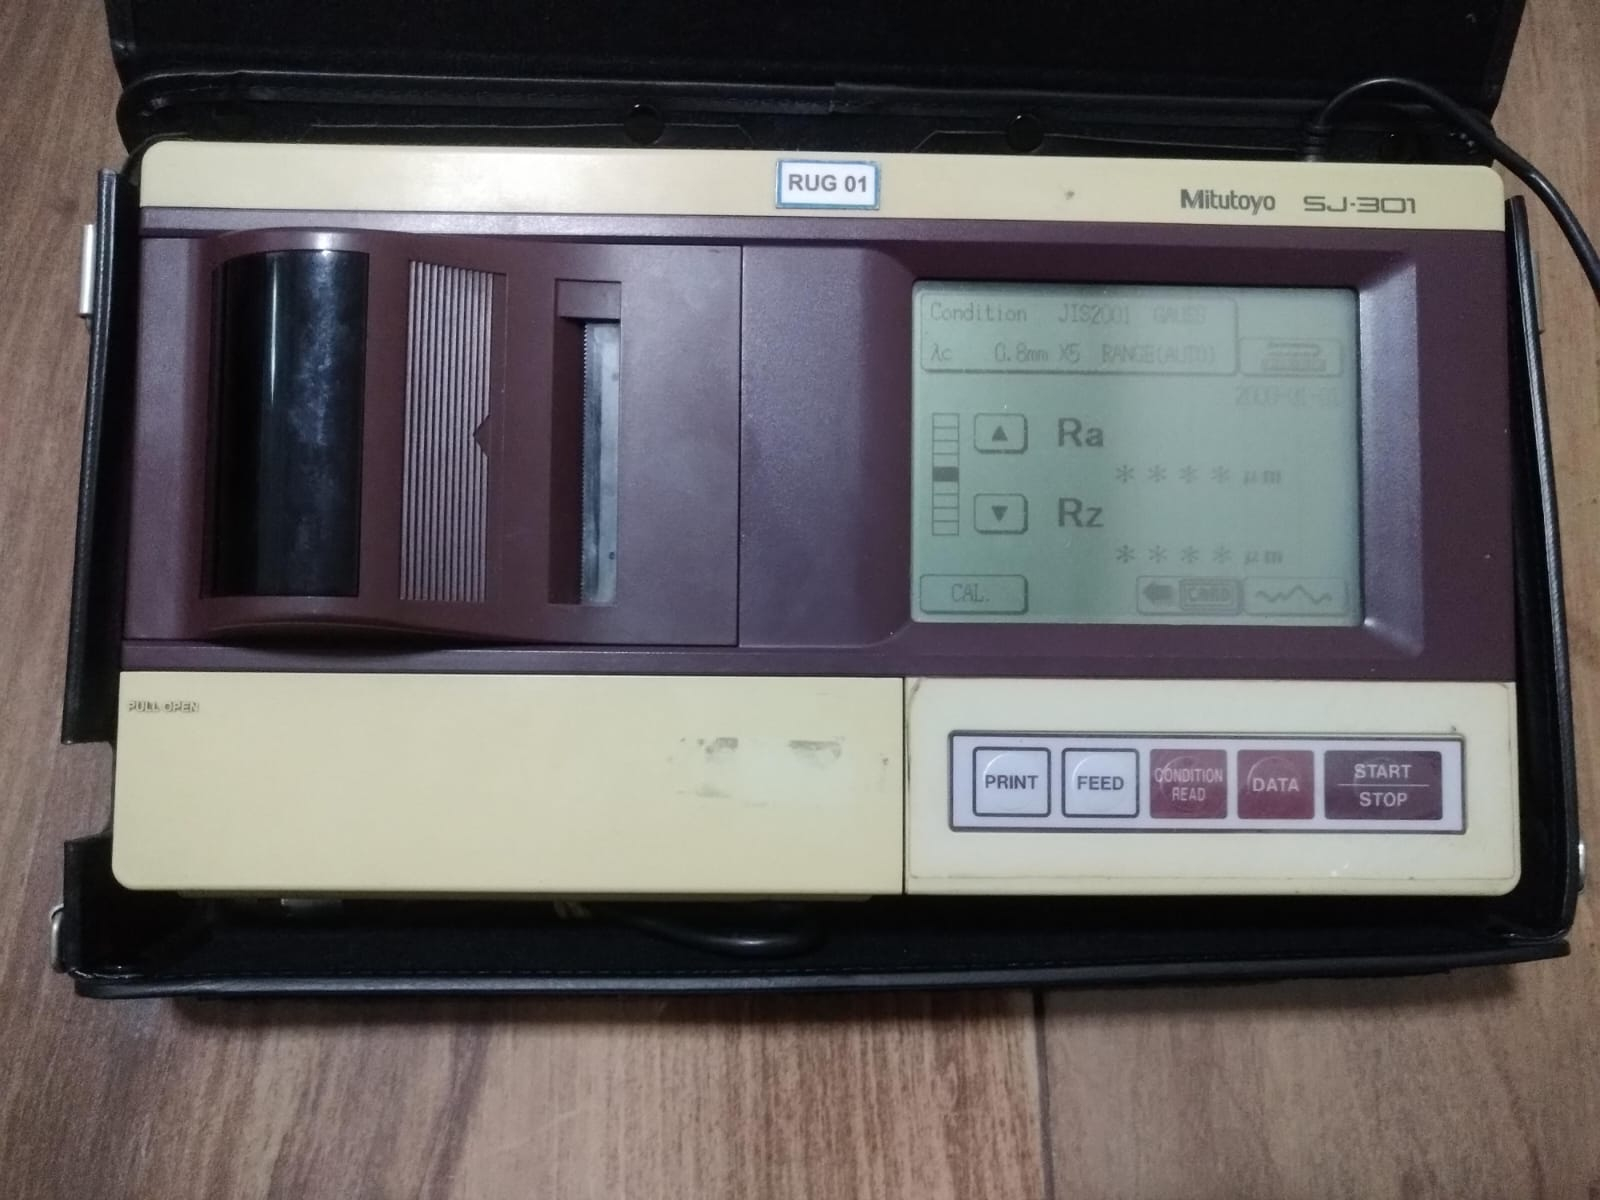 RUG 01
Mitutoyo SJ-301
Condition JIS2001 GAUSS
λc 0.8mm X5 RANGE(AUTO)
Ra
**** µm
Rz
**** µm
CAL.
PULL OPEN
PRINT
FEED
CONDITION
READ
DATA
START
STOP